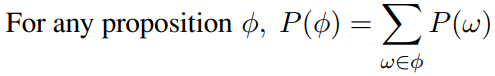 For any proposition ϕ, P(ϕ) = ∑ P(ω)
ω∈ϕ